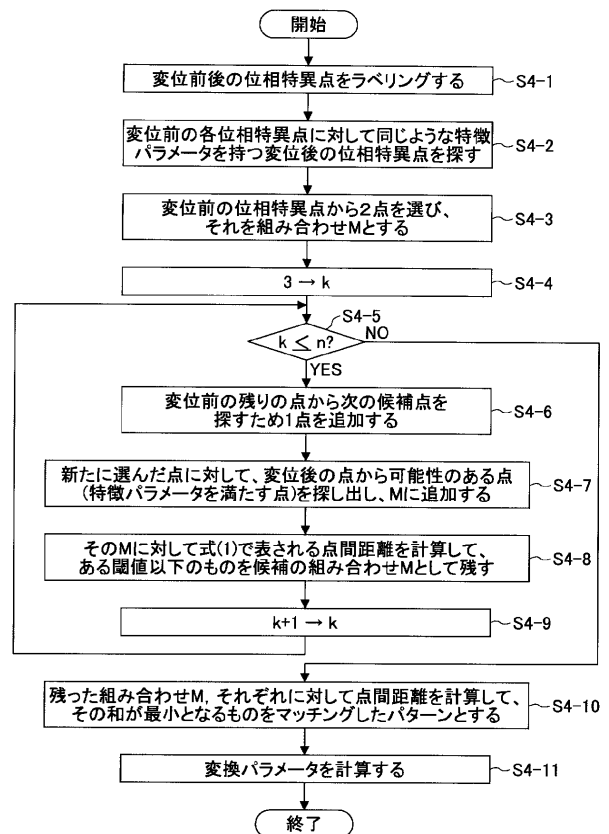 開始
変位前後の位相特異点をラベリングする
S4-1
変位前の各位相特異点に対して同じような特徴
パラメータを持つ変位後の位相特異点を探す
S4-2
変位前の位相特異点から2点を選び、
それを組み合わせMとする
S4-3
3 → k
S4-4
S4-5
k ≦ n?
NO
YES
変位前の残りの点から次の候補点を
探すため1点を追加する
S4-6
新たに選んだ点に対して、変位後の点から可能性のある点
(特徴パラメータを満たす点)を探し出し、Mに追加する
S4-7
そのMに対して式(1)で表される点間距離を計算して、
ある閾値以下のものを候補の組み合わせMとして残す
S4-8
k+1 → k
S4-9
残った組み合わせM, それぞれに対して点間距離を計算して、
その和が最小となるものをマッチングしたパターンとする
S4-10
変換パラメータを計算する
S4-11
終了